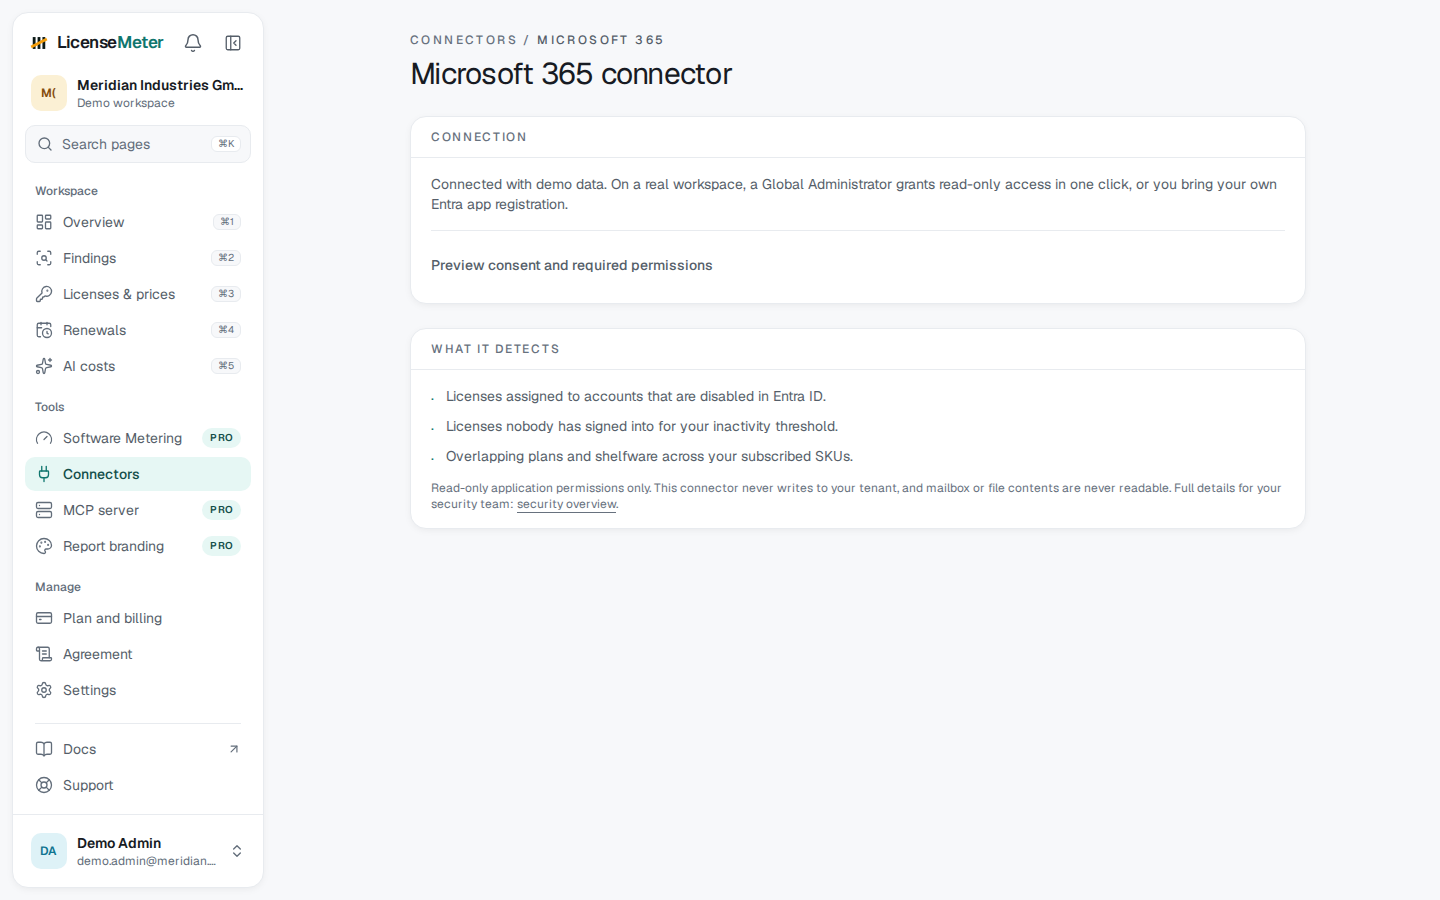 LicenseMeter
M(
Meridian Industries Gm...
Demo workspace
Search pages
⌘K
Workspace
Overview
⌘1
Findings
⌘2
Licenses & prices
⌘3
Renewals
⌘4
AI costs
⌘5
Tools
Software Metering
PRO
Connectors
MCP server
PRO
Report branding
PRO
Manage
Plan and billing
Agreement
Settings
Docs
Support
DA
Demo Admin
demo.admin@meridian....
CONNECTORS / MICROSOFT 365
Microsoft 365 connector
CONNECTION
Connected with demo data. On a real workspace, a Global Administrator grants read-only access in one click, or you bring your own
Entra app registration.
Preview consent and required permissions
WHAT IT DETECTS
· Licenses assigned to accounts that are disabled in Entra ID.
· Licenses nobody has signed into for your inactivity threshold.
· Overlapping plans and shelfware across your subscribed SKUs.
Read-only application permissions only. This connector never writes to your tenant, and mailbox or file contents are never readable. Full details for your
security team: security overview.